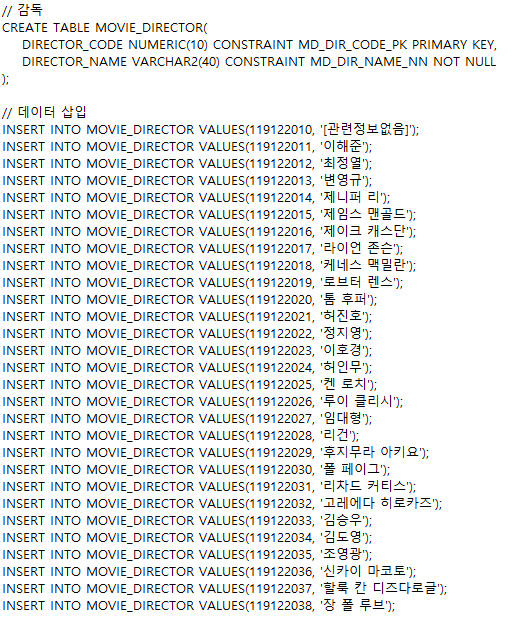 // 감독
CREATE TABLE MOVIE_DIRECTOR(
DIRECTOR_CODE NUMERIC(10) CONSTRAINT MD_DIR_CODE_PK PRIMARY KEY,
DIRECTOR_NAME VARCHAR2(40) CONSTRAINT MD_DIR_NAME_NN NOT NULL
);
// 데이터 삽입
INSERT INTO MOVIE_DIRECTOR VALUES(119122010, '[관련정보없음]');
INSERT INTO MOVIE_DIRECTOR VALUES(119122011, '이해준');
INSERT INTO MOVIE_DIRECTOR VALUES(119122012, '최정열');
INSERT INTO MOVIE_DIRECTOR VALUES(119122013, '변영규');
INSERT INTO MOVIE_DIRECTOR VALUES(119122014, '제니퍼 리');
INSERT INTO MOVIE_DIRECTOR VALUES(119122015, '제임스 맨골드');
INSERT INTO MOVIE_DIRECTOR VALUES(119122016, '제이크 캐스단');
INSERT INTO MOVIE_DIRECTOR VALUES(119122017, '라이언 존슨');
INSERT INTO MOVIE_DIRECTOR VALUES(119122018, '케네스 맥밀란');
INSERT INTO MOVIE_DIRECTOR VALUES(119122019, '로브터 렌스');
INSERT INTO MOVIE_DIRECTOR VALUES(119122020, '톰 후퍼');
INSERT INTO MOVIE_DIRECTOR VALUES(119122021, '허진호');
INSERT INTO MOVIE_DIRECTOR VALUES(119122022, '정지영');
INSERT INTO MOVIE_DIRECTOR VALUES(119122023, '이호경');
INSERT INTO MOVIE_DIRECTOR VALUES(119122024, '허인무');
INSERT INTO MOVIE_DIRECTOR VALUES(119122025, '켄 로치');
INSERT INTO MOVIE_DIRECTOR VALUES(119122026, '루이 클리시');
INSERT INTO MOVIE_DIRECTOR VALUES(119122027, '임대형');
INSERT INTO MOVIE_DIRECTOR VALUES(119122028, '리건');
INSERT INTO MOVIE_DIRECTOR VALUES(119122029, '후지무라 아키요');
INSERT INTO MOVIE_DIRECTOR VALUES(119122030, '폴 페이그');
INSERT INTO MOVIE_DIRECTOR VALUES(119122031, '리차드 커티스');
INSERT INTO MOVIE_DIRECTOR VALUES(119122032, '고레에다 히로카즈');
INSERT INTO MOVIE_DIRECTOR VALUES(119122033, '김승우');
INSERT INTO MOVIE_DIRECTOR VALUES(119122034, '김도영');
INSERT INTO MOVIE_DIRECTOR VALUES(119122035, '조영광');
INSERT INTO MOVIE_DIRECTOR VALUES(119122036, '신카이 마코토');
INSERT INTO MOVIE_DIRECTOR VALUES(119122037, '할룩 칸 디즈다로글');
INSERT INTO MOVIE_DIRECTOR VALUES(119122038, '장 폴 루브');